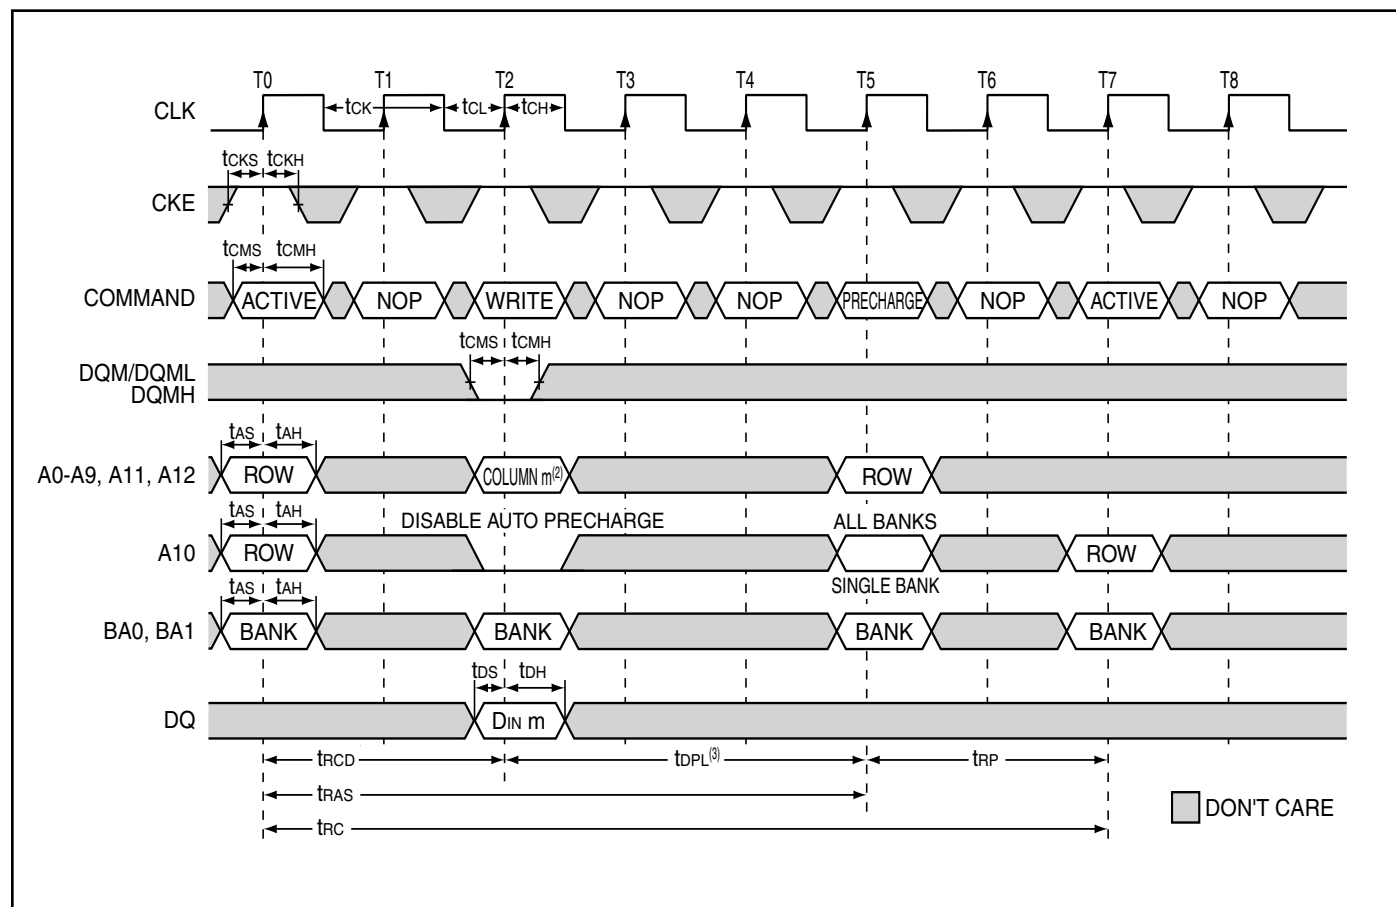 T0 T1 T2 T3 T4 T5 T6 T7 T8
CLK tCK tCL tCH
tCKS tCKH
CKE
tCMS tCMH
COMMAND ACTIVE NOP WRITE NOP NOP PRECHARGE NOP ACTIVE NOP
tCMS tCMH
DQM/DQML
DQMH
tAS tAH
A0-A9, A11, A12 ROW COLUMN m(2) ROW
tAS tAH DISABLE AUTO PRECHARGE ALL BANKS
A10 ROW ROW
tAS tAH SINGLE BANK
BA0, BA1 BANK BANK BANK BANK
tDS tDH
DQ DIN m
tRCD tDPL(3) tRP
tRAS
DON'T CARE
tRC